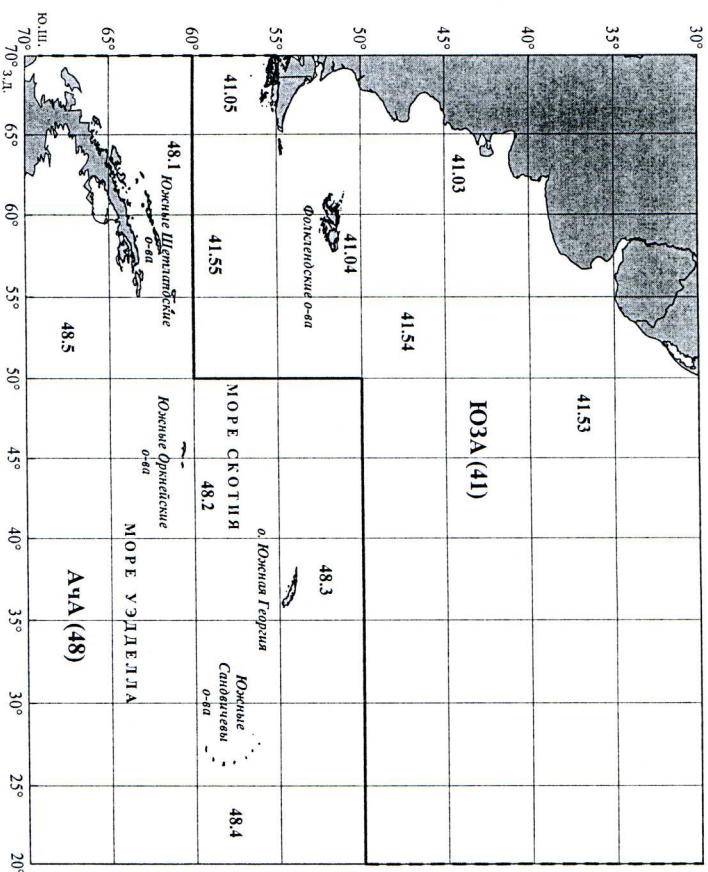 30°
35°
40°
45°
50°
55°
60°
65°
70°
ю.ш.
70° з.д.
65°
60°
55°
50°
45°
40°
35°
30°
25°
20°
41.53
ЮЗА (41)
41.03
41.54
41.04
Фолклендские о-ва
41.05
41.55
48.3
о. Южная Георгия
МОРЕ СКОТИЯ
48.2
Южные
Сандвичевы
о-ва
48.4
48.1
Южные Шетландские
о-ва
Южные Оркнейские
о-ва
МОРЕ УЭДДЕЛЛА
48.5
АчА (48)